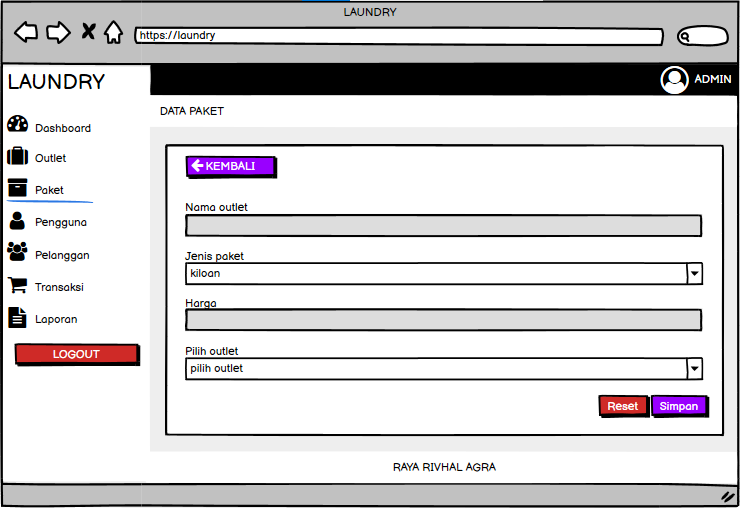 LAUNDRY
https://laundry
LAUNDRY
ADMIN
DATA PAKET
Dashboard
Outlet
Paket
Pengguna
Pelanggan
Transaksi
Laporan
LOGOUT
KEMBALI
Nama outlet
Jenis paket
kiloan
Harga
Pilih outlet
pilih outlet
Reset
Simpan
RAYA RIVHAL AGRA